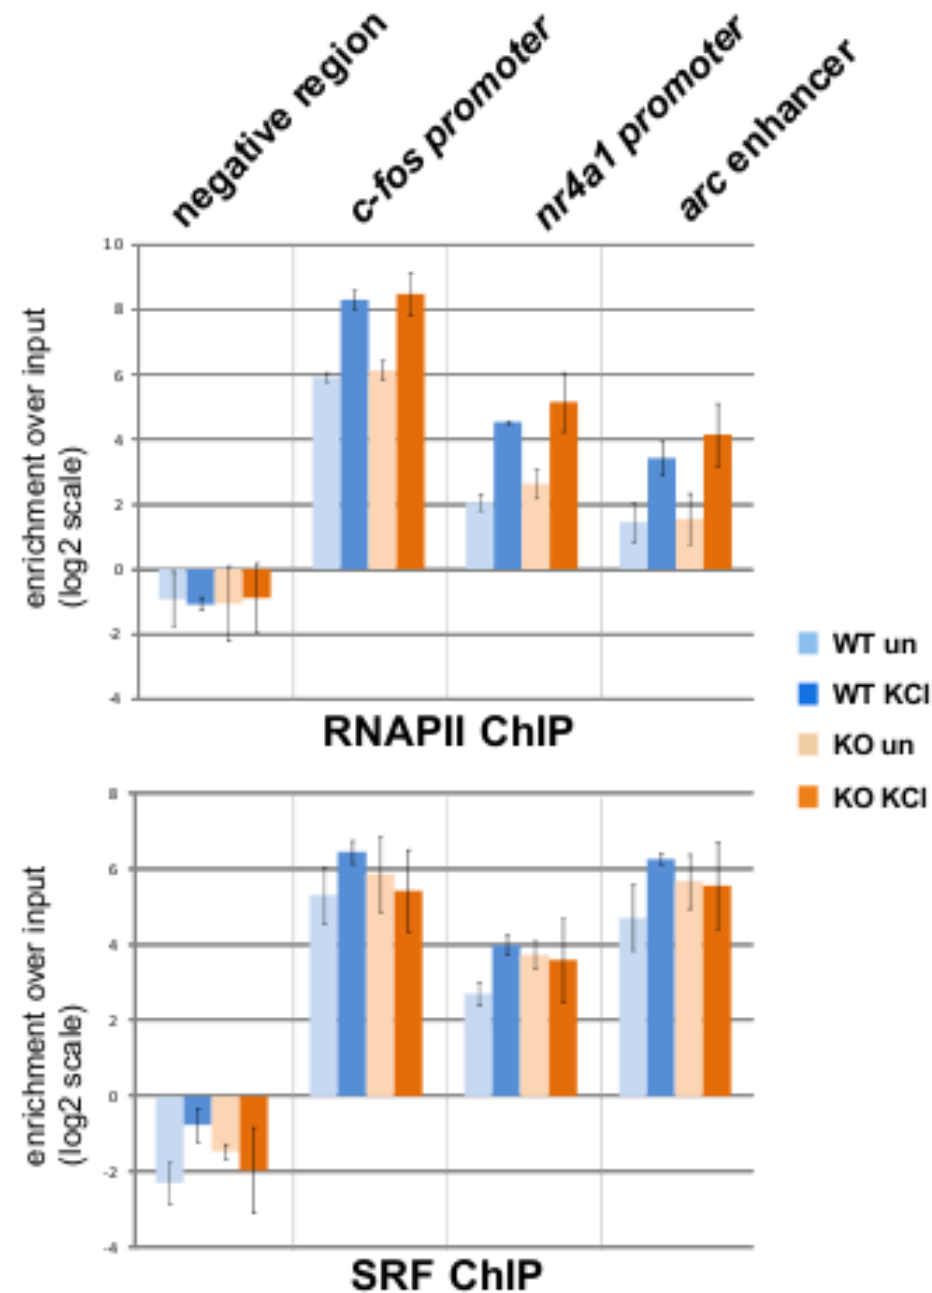 negative region
c-fos promoter
nr4a1 promoter
arc enhancer
enrichment over input
(log2 scale)
10
8
6
4
2
0
-2
-4
RNAPII ChIP
WT un
WT KCl
KO un
KO KCl
enrichment over input
(log2 scale)
8
6
4
2
0
-2
-4
SRF ChIP